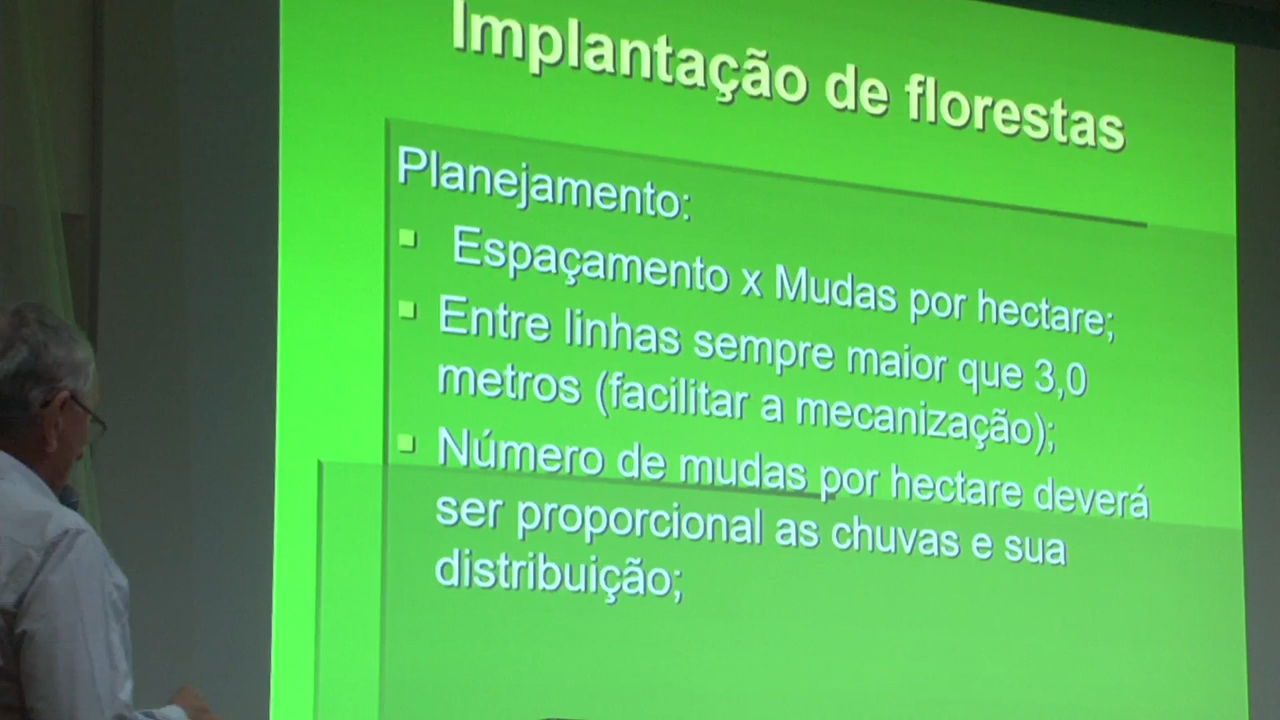 Implantação de florestas
Planejamento:
Espaçamento x Mudas por hectare;
Entre linhas sempre maior que 3,0
metros (facilitar a mecanização);
Número de mudas por hectare deverá
ser proporcional as chuvas e sua
distribuição;